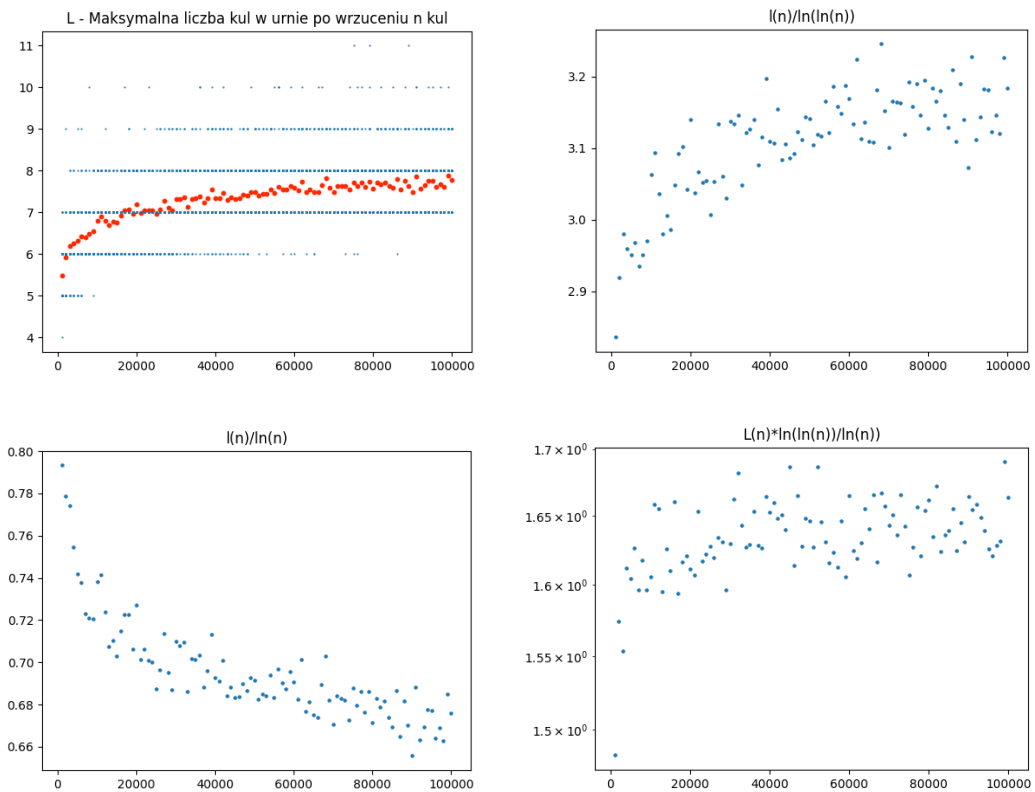 L - Maksymalna liczba kul w urnie po wrzuceniu n kul
11
10
9
8
7
6
5
4
0 20000 40000 60000 80000 100000
l(n)/ln(ln(n))
3.2
3.1
3.0
2.9
0 20000 40000 60000 80000 100000
l(n)/ln(n)
0.80
0.78
0.76
0.74
0.72
0.70
0.68
0.66
0 20000 40000 60000 80000 100000
L(n)*ln(ln(n))/ln(n))
1.7 × 10⁰
1.65 × 10⁰
1.6 × 10⁰
1.55 × 10⁰
1.5 × 10⁰
0 20000 40000 60000 80000 100000